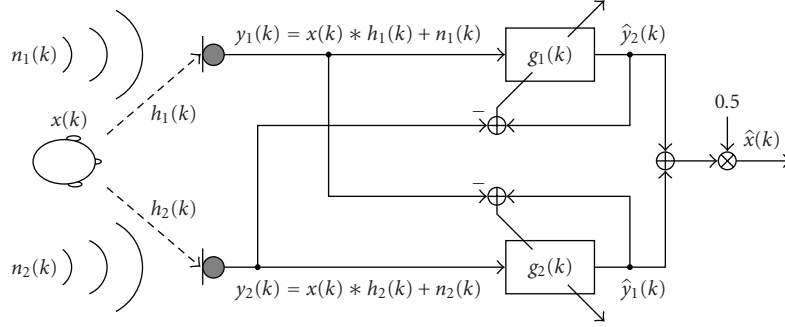 n₁(k)
y₁(k) = x(k) ∗ h₁(k) + n₁(k)
g₁(k)
ŷ₂(k)
x(k)
h₁(k)
−
0.5
x̂(k)
h₂(k)
−
n₂(k)
y₂(k) = x(k) ∗ h₂(k) + n₂(k)
g₂(k)
ŷ₁(k)